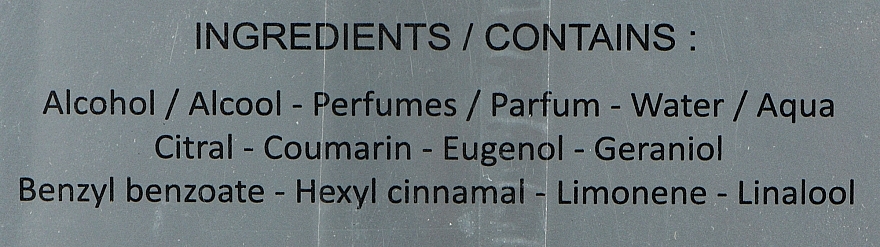 INGREDIENTS / CONTAINS :
Alcohol / Alcool - Perfumes / Parfum - Water / Aqua
Citral - Coumarin - Eugenol - Geraniol
Benzyl benzoate - Hexyl cinnamal - Limonene - Linalool